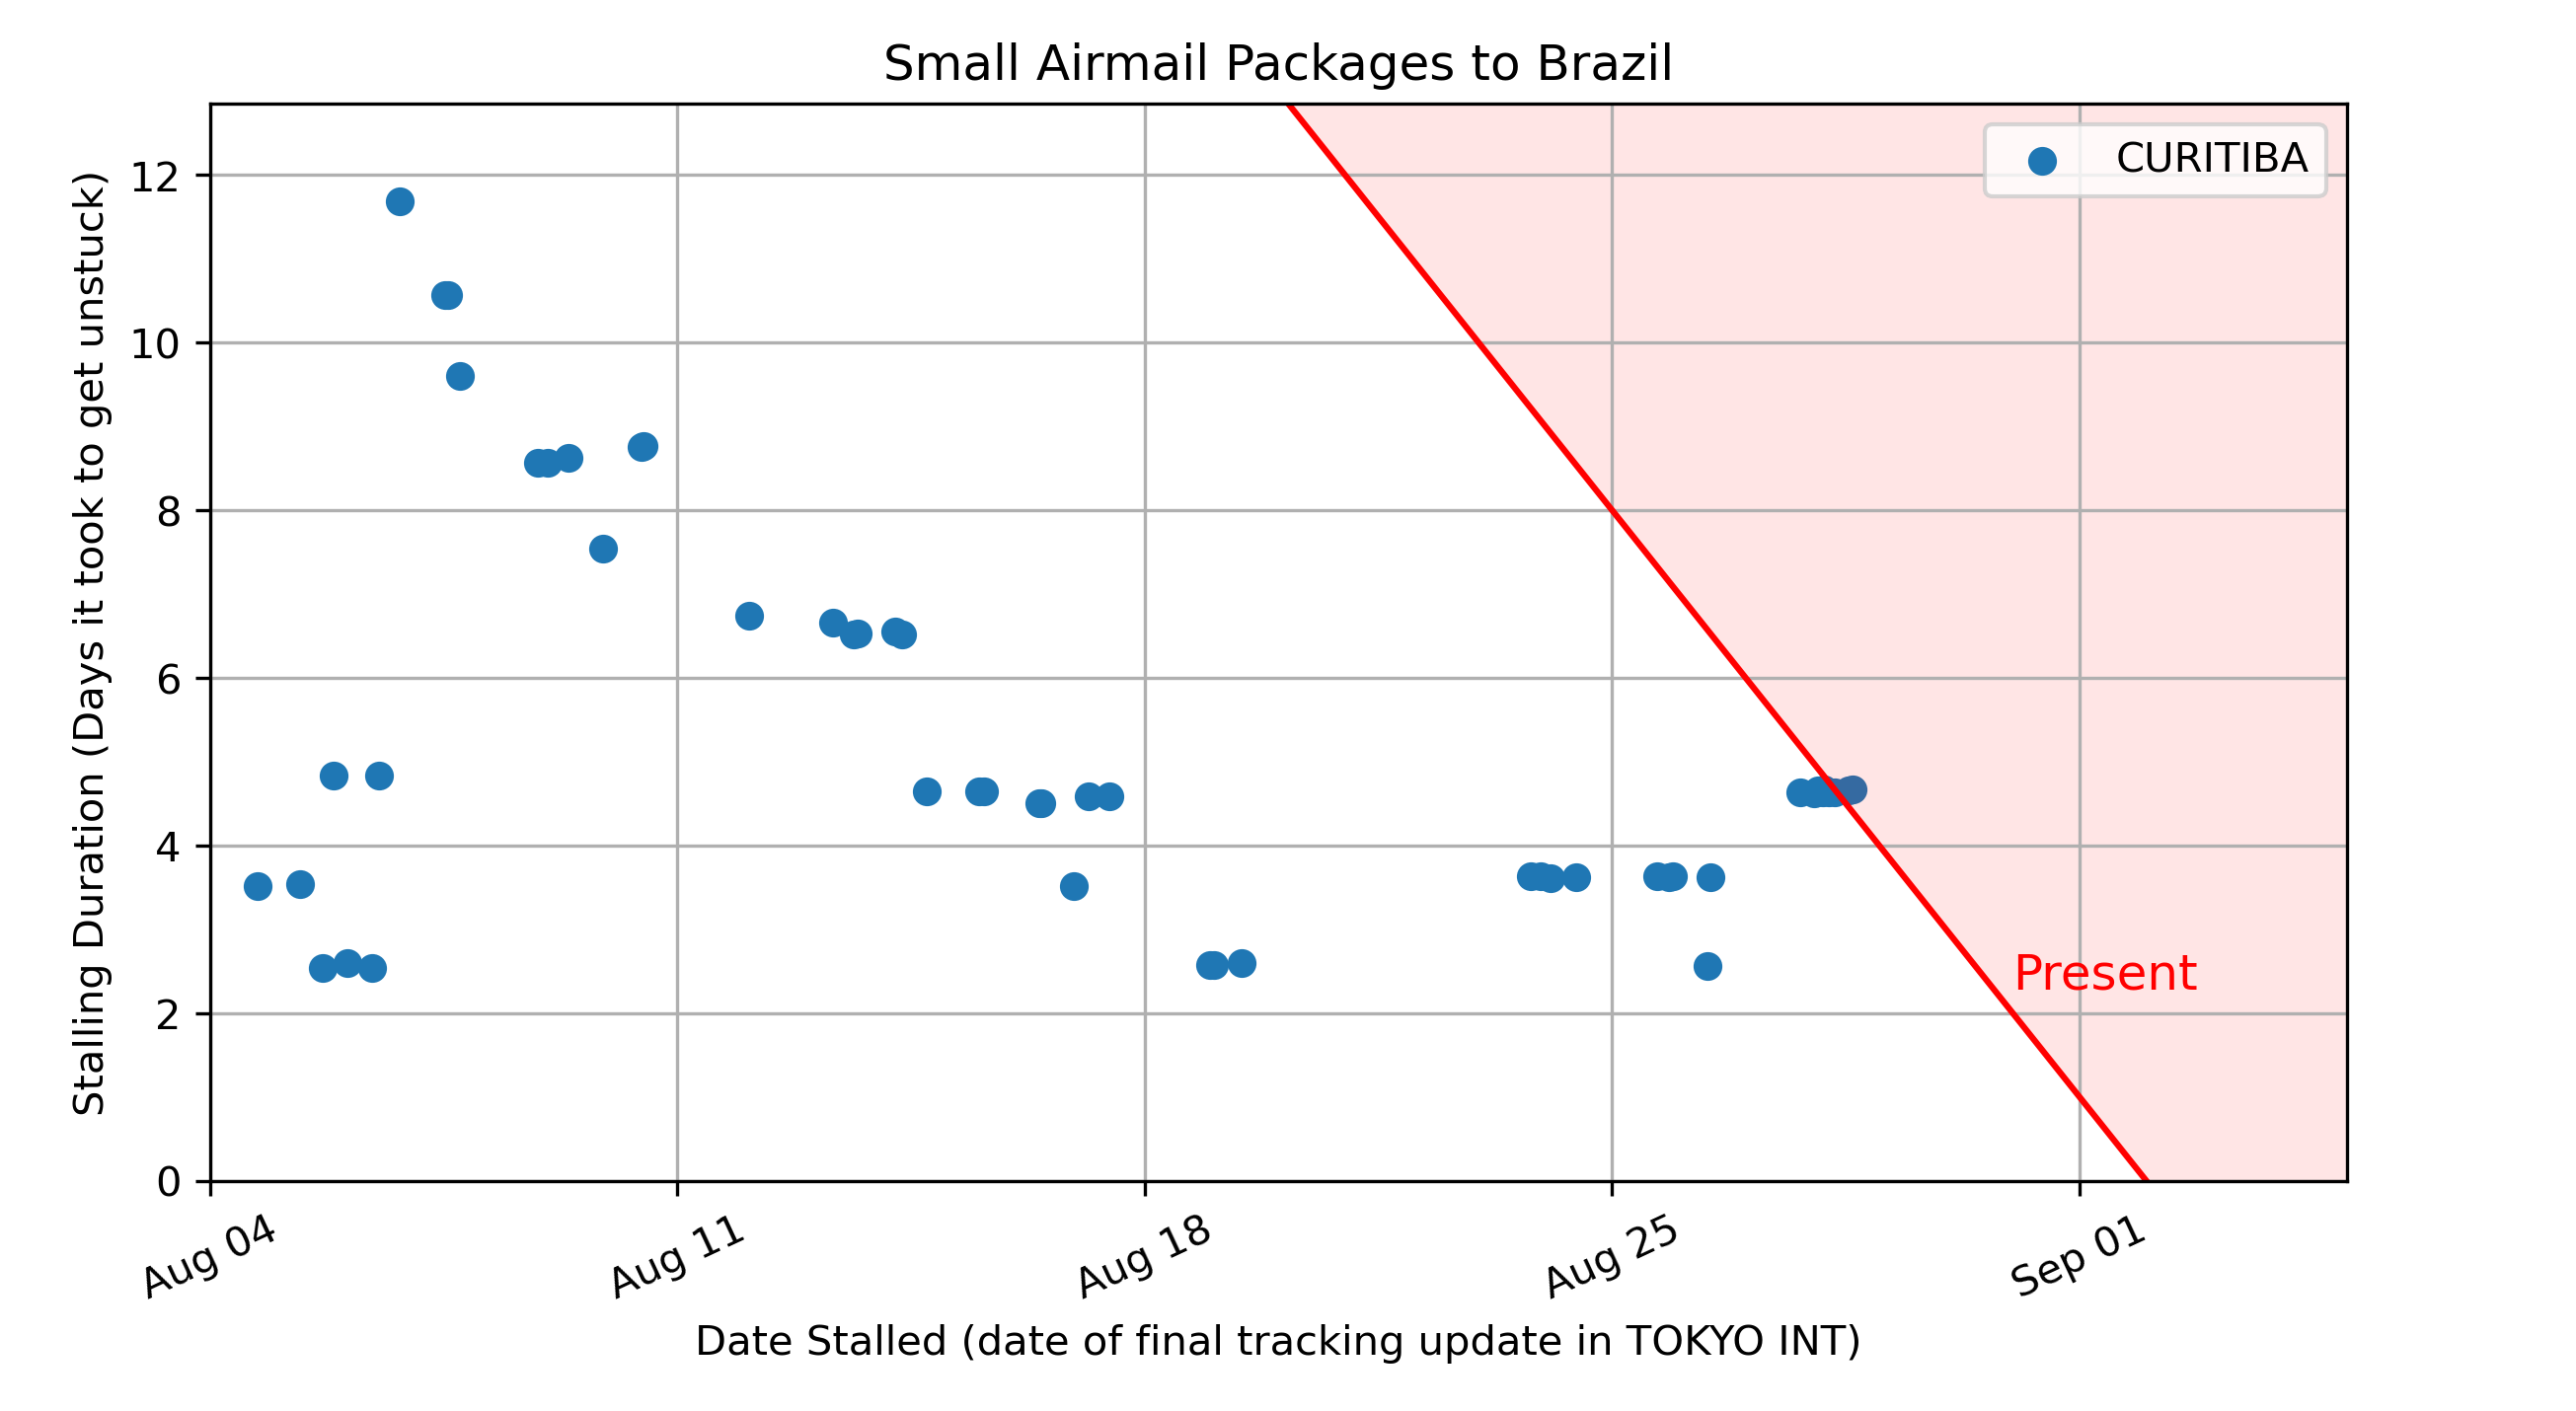 Small Airmail Packages to Brazil
CURITIBA
Stalling Duration (Days it took to get unstuck)
12
10
8
6
4
2
0
Present
Aug 04
Aug 11
Aug 18
Aug 25
Sep 01
Date Stalled (date of final tracking update in TOKYO INT)